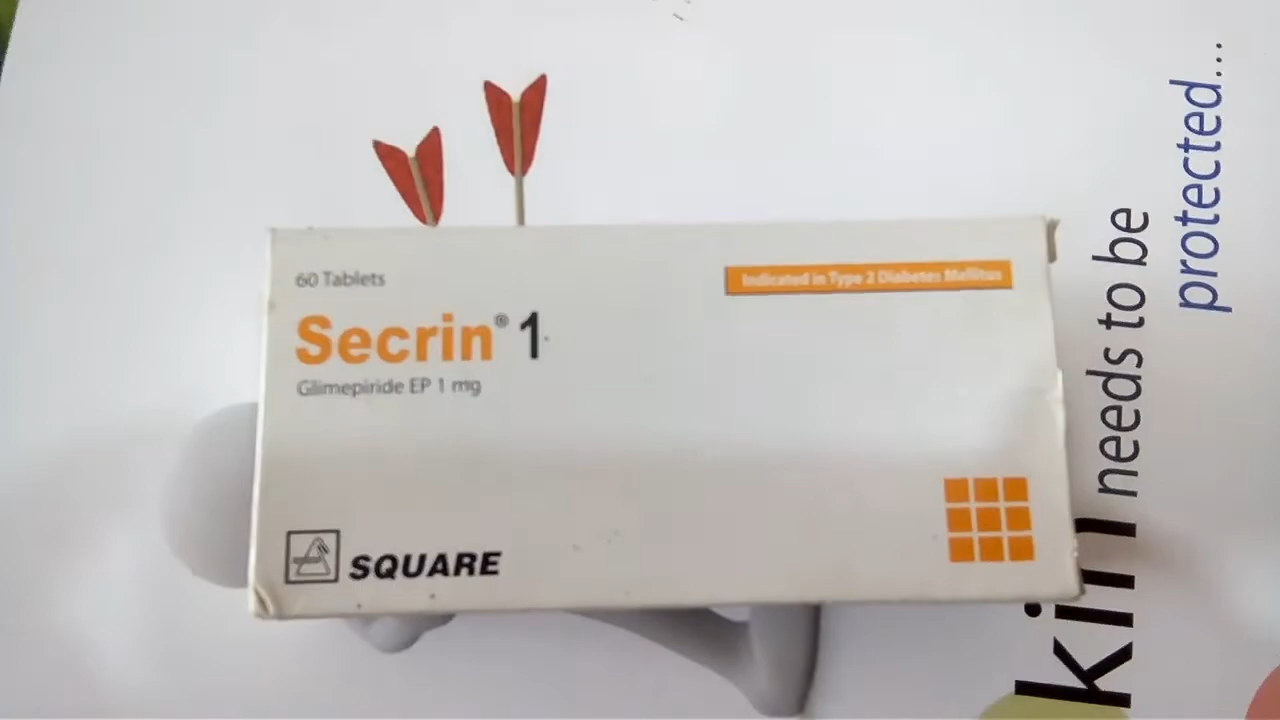 60 Tablets
Indicated in Type 2 Diabetes Mellitus
Secrin® 1
Glimepiride EP 1 mg
SQUARE
kin needs to be
protected...